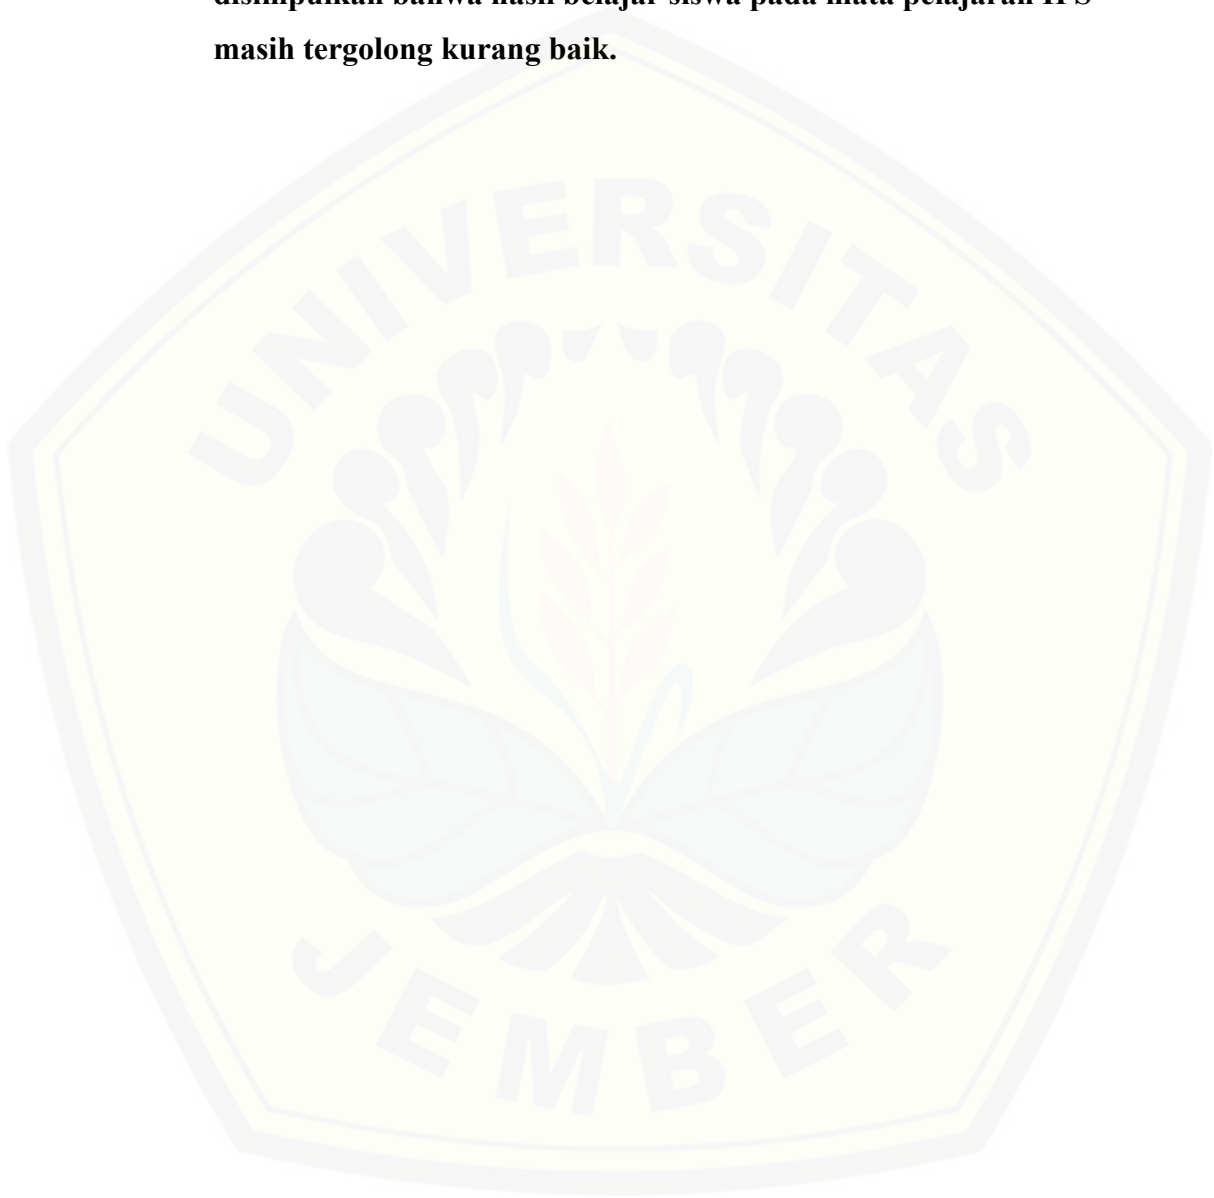 disimpulkan bahwa hasil belajar siswa pada mata pelajaran IPS
masih tergolong kurang baik.
UNIVERSITAS
JEMBER